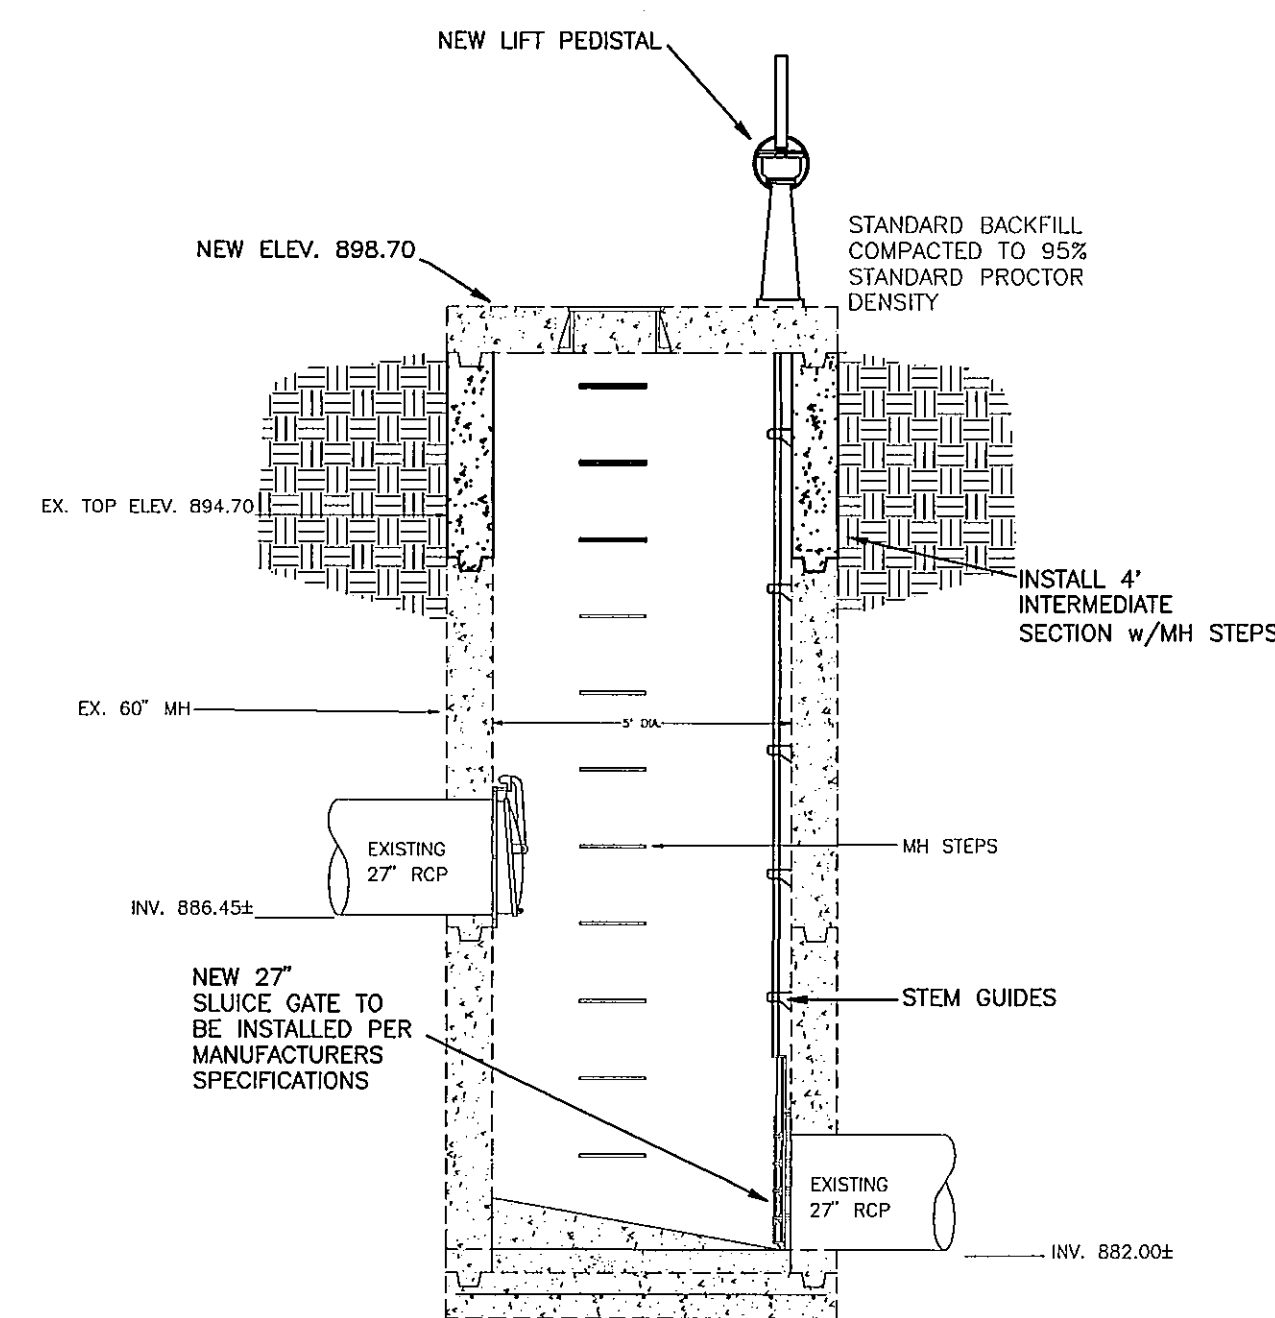 NEW LIFT PEDISTAL
STANDARD BACKFILL
COMPACTED TO 95%
STANDARD PROCTOR
DENSITY
NEW ELEV. 898.70
EX. TOP ELEV. 894.70
INSTALL 4'
INTERMEDIATE
SECTION w/MH STEPS
EX. 60" MH
5' DIA.
EXISTING
27" RCP
MH STEPS
INV. 886.45±
NEW 27"
SLUICE GATE TO
BE INSTALLED PER
MANUFACTURERS
SPECIFICATIONS
STEM GUIDES
EXISTING
27" RCP
INV. 882.00±